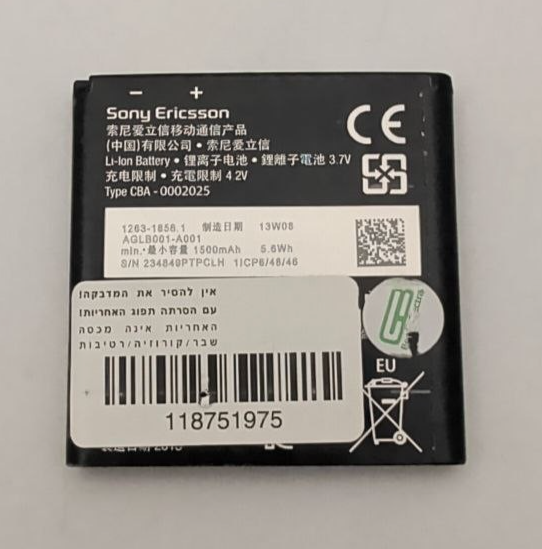 − +
Sony Ericsson
索尼爱立信移动通信产品
(中国)有限公司 • 索尼爱立信
Li-Ion Battery • 锂离子电池 • 鋰離子電池 3.7V
充电限制 • 充電限制 4.2V
Type CBA - 0002025
CE
1263-1856.1 制造日期 13W08
AGLB001-A001
min.·最小容量 1500mAh 5.6Wh
S/N 234849PTPCLH 1ICP6/46/46
אין להסיר את המדבקה!
עם הסרתה תפוג האחריות!
האחריות אינה מכסה
שבר/קורוזיה/רטיבות
118751975
EU